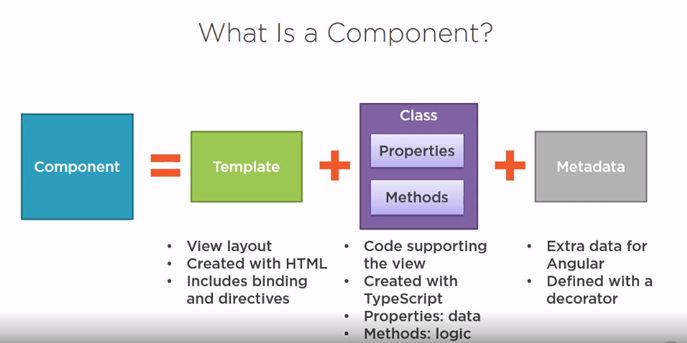 What Is a Component?
Component
Template
Class
Properties
Methods
Metadata
• View layout
• Created with HTML
• Includes binding
and directives
• Code supporting
the view
• Created with
TypeScript
• Properties: data
• Methods: logic
• Extra data for
Angular
• Defined with a
decorator